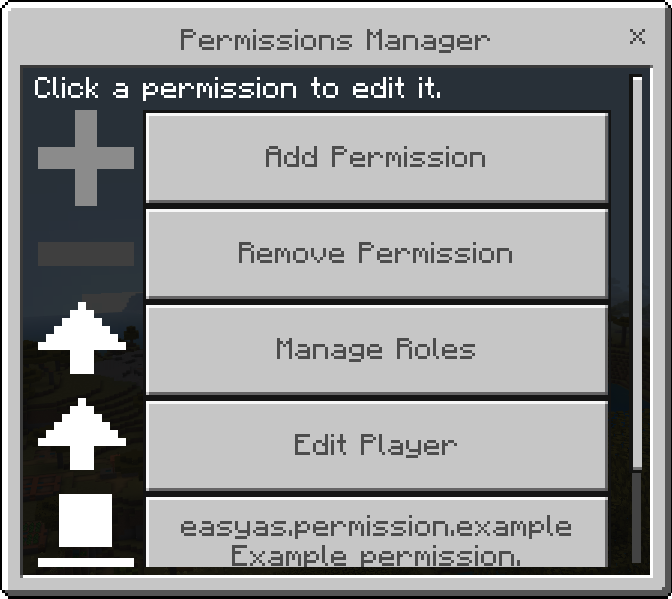 Permissions Manager
Click a permission to edit it.
Add Permission
Remove Permission
Manage Roles
Edit Player
easyas.permission.example
Example permission.